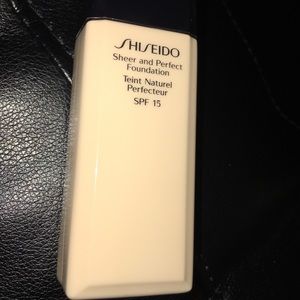 SHISEIDO
Sheer and Perfect
Foundation
Teint Naturel
Perfecteur
SPF 15